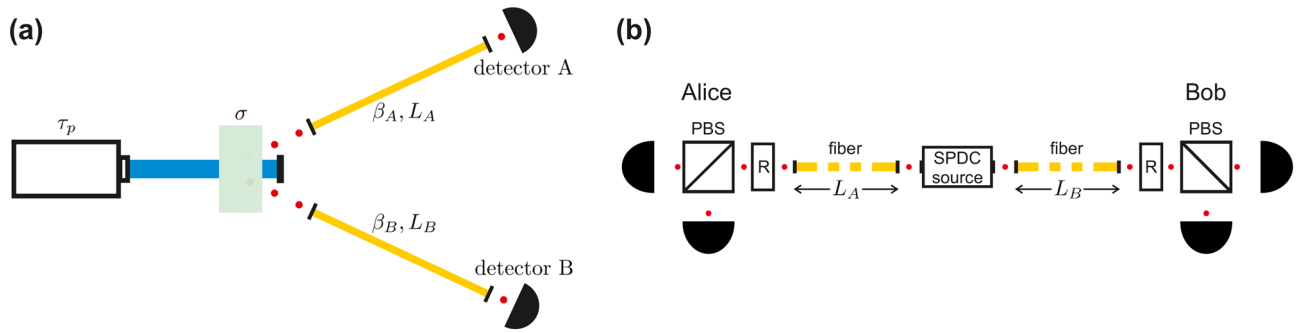 (a)
τ_p
σ
detector A
β_A, L_A
β_B, L_B
detector B
(b)
Alice
Bob
PBS
PBS
fiber
SPDC
source
fiber
R
R
L_A
L_B